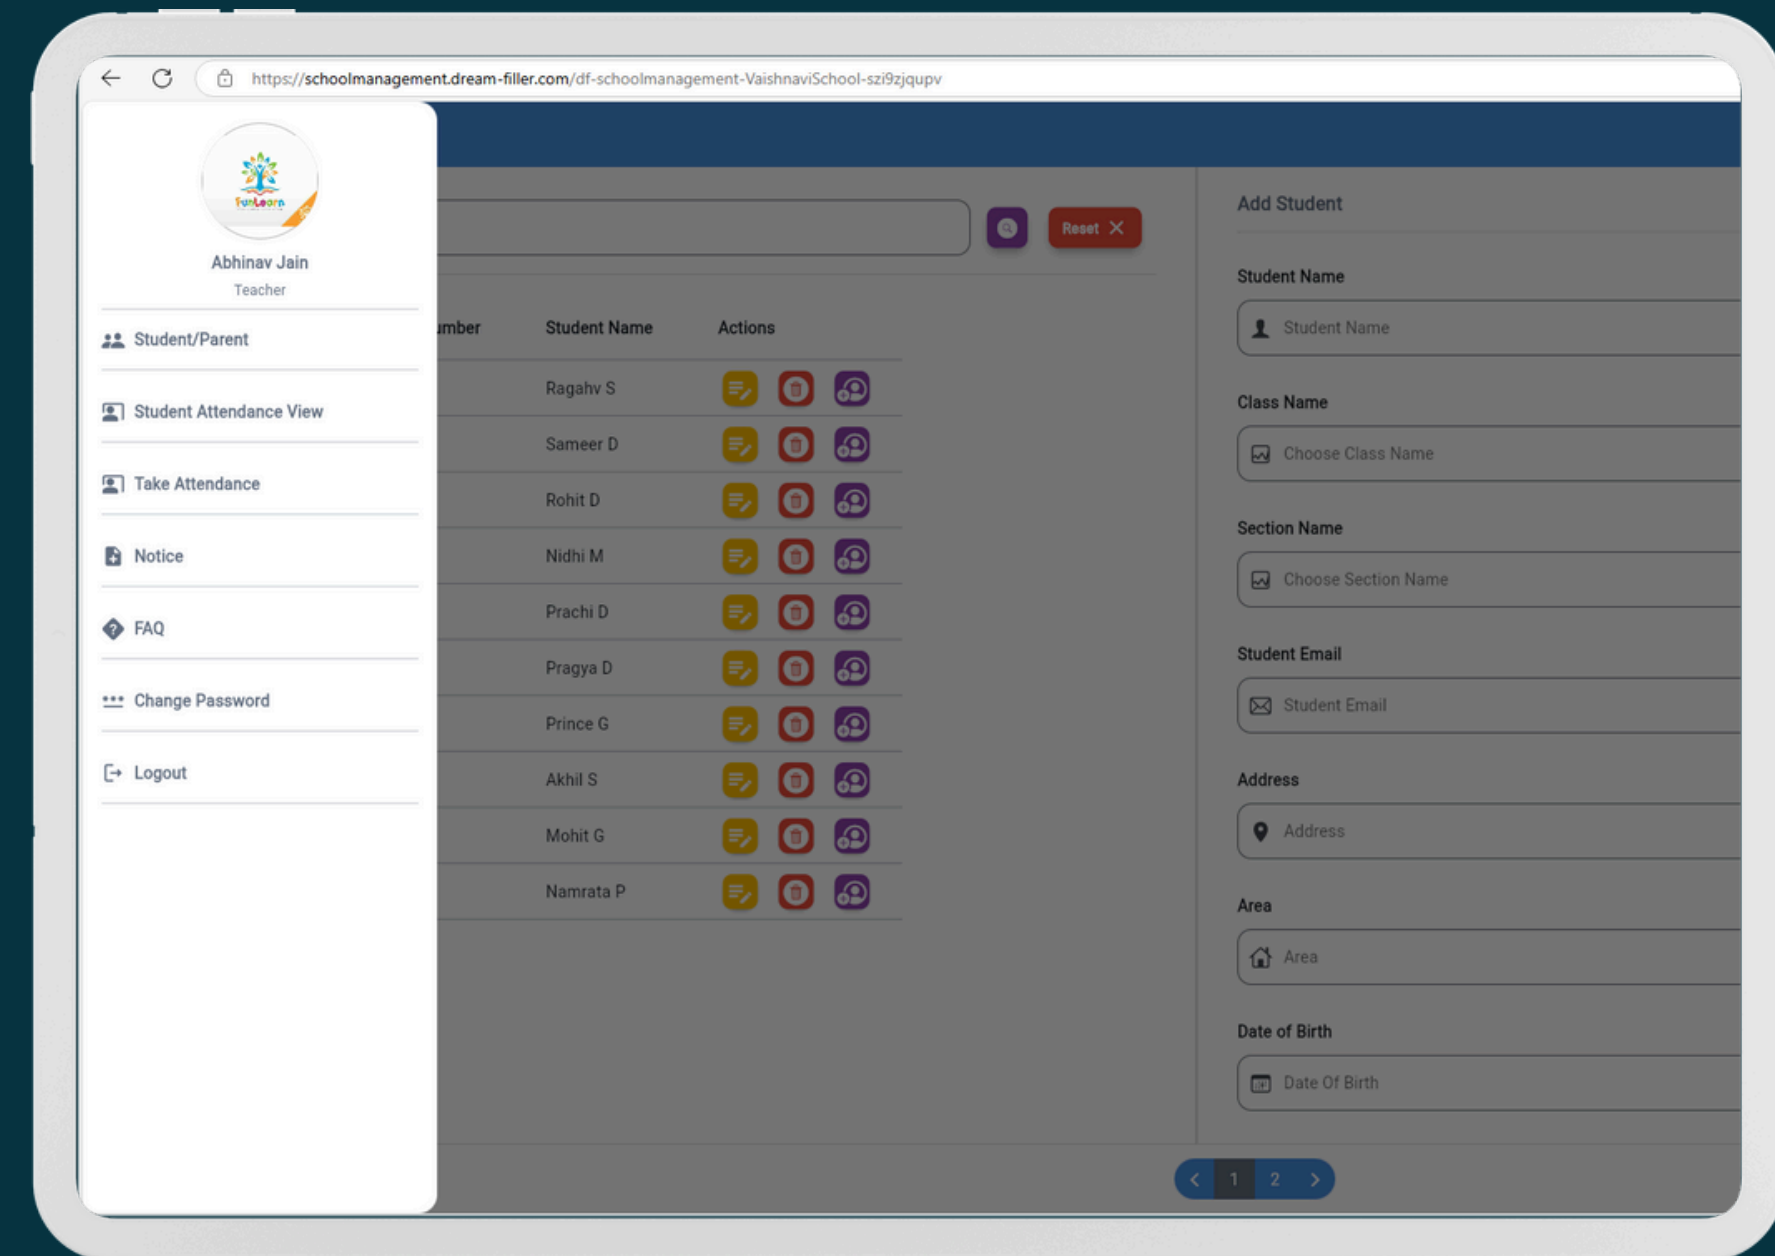 https://schoolmanagement.dream-filler.com/df-schoolmanagement-VaishnaviSchool-szi9zjqupv
FunLearn
Abhinav Jain
Teacher
Student/Parent
Student Attendance View
Take Attendance
Notice
FAQ
Change Password
Logout
Reset
umber Student Name Actions
Ragahv S
Sameer D
Rohit D
Nidhi M
Prachi D
Pragya D
Prince G
Akhil S
Mohit G
Namrata P
Add Student
Student Name
Student Name
Class Name
Choose Class Name
Section Name
Choose Section Name
Student Email
Student Email
Address
Address
Area
Area
Date of Birth
Date Of Birth
1 2